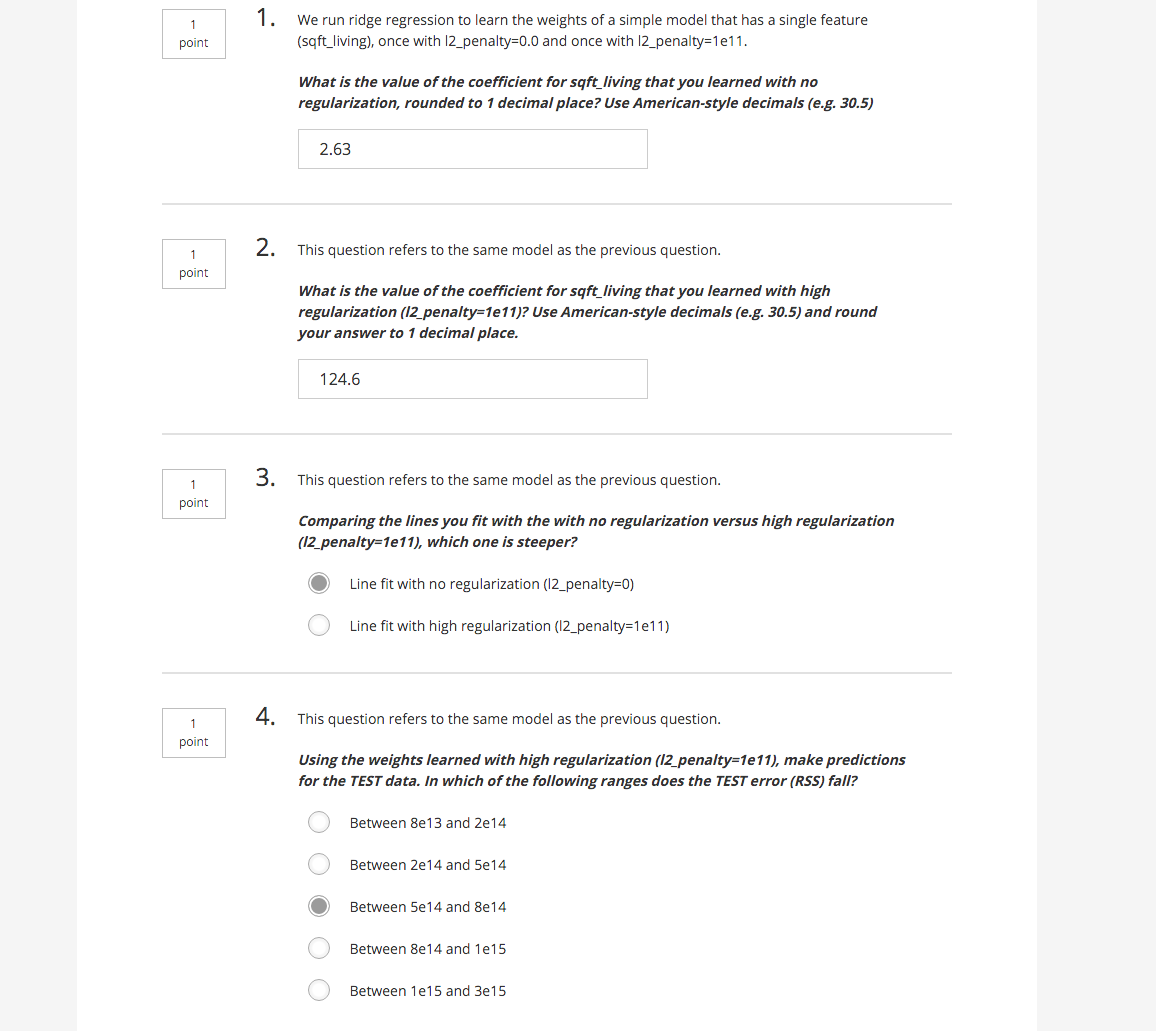 1
point
1. We run ridge regression to learn the weights of a simple model that has a single feature
(sqft_living), once with l2_penalty=0.0 and once with l2_penalty=1e11.
What is the value of the coefficient for sqft_living that you learned with no
regularization, rounded to 1 decimal place? Use American-style decimals (e.g. 30.5)
2.63
1
point
2. This question refers to the same model as the previous question.
What is the value of the coefficient for sqft_living that you learned with high
regularization (l2_penalty=1e11)? Use American-style decimals (e.g. 30.5) and round
your answer to 1 decimal place.
124.6
1
point
3. This question refers to the same model as the previous question.
Comparing the lines you fit with the with no regularization versus high regularization
(l2_penalty=1e11), which one is steeper?
Line fit with no regularization (l2_penalty=0)
Line fit with high regularization (l2_penalty=1e11)
1
point
4. This question refers to the same model as the previous question.
Using the weights learned with high regularization (l2_penalty=1e11), make predictions
for the TEST data. In which of the following ranges does the TEST error (RSS) fall?
Between 8e13 and 2e14
Between 2e14 and 5e14
Between 5e14 and 8e14
Between 8e14 and 1e15
Between 1e15 and 3e15